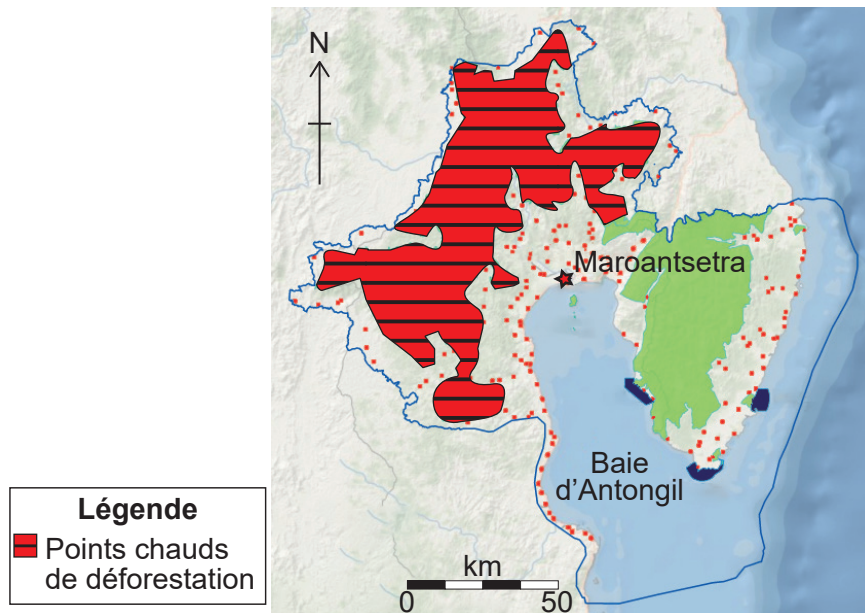 N
Maroantsetra
Baie
d'Antongil
Légende
Points chauds
de déforestation
km
0 50